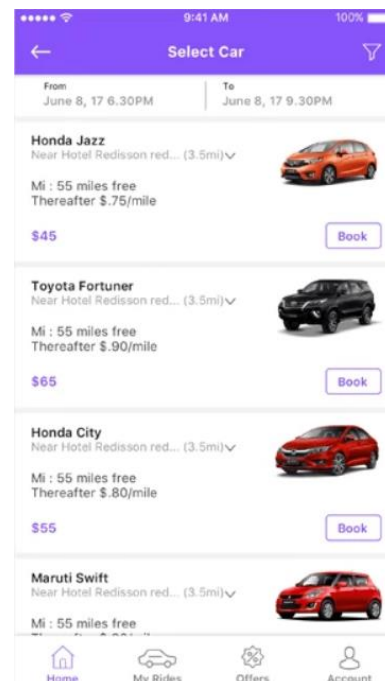 9:41 AM 100%
Select Car
From To
June 8, 17 6.30PM June 8, 17 9.30PM
Honda Jazz
Near Hotel Redisson red... (3.5mi)
Mi : 55 miles free
Thereafter $.75/mile
$45 Book
Toyota Fortuner
Near Hotel Redisson red... (3.5mi)
Mi : 55 miles free
Thereafter $.90/mile
$65 Book
Honda City
Near Hotel Redisson red... (3.5mi)
Mi : 55 miles free
Thereafter $.80/mile
$55 Book
Maruti Swift
Near Hotel Redisson red... (3.5mi)
Mi : 55 miles free
Home My Rides Offers Account